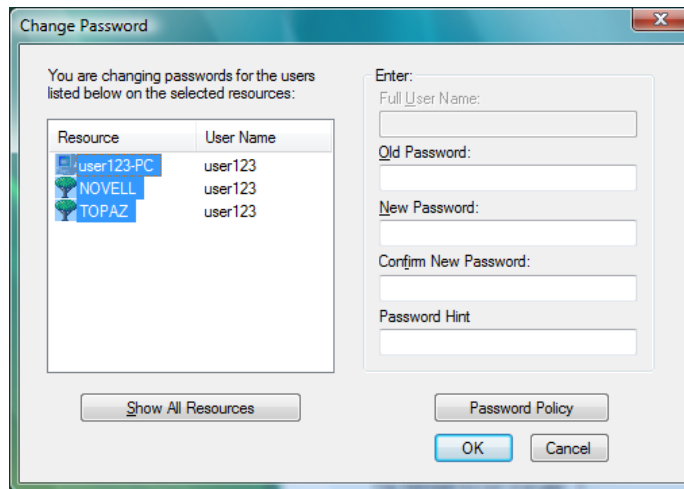 Change Password
You are changing passwords for the users
listed below on the selected resources:
Resource User Name
user123-PC user123
NOVELL user123
TOPAZ user123
Show All Resources
Enter:
Full User Name:
Old Password:
New Password:
Confirm New Password:
Password Hint
Password Policy
OK Cancel